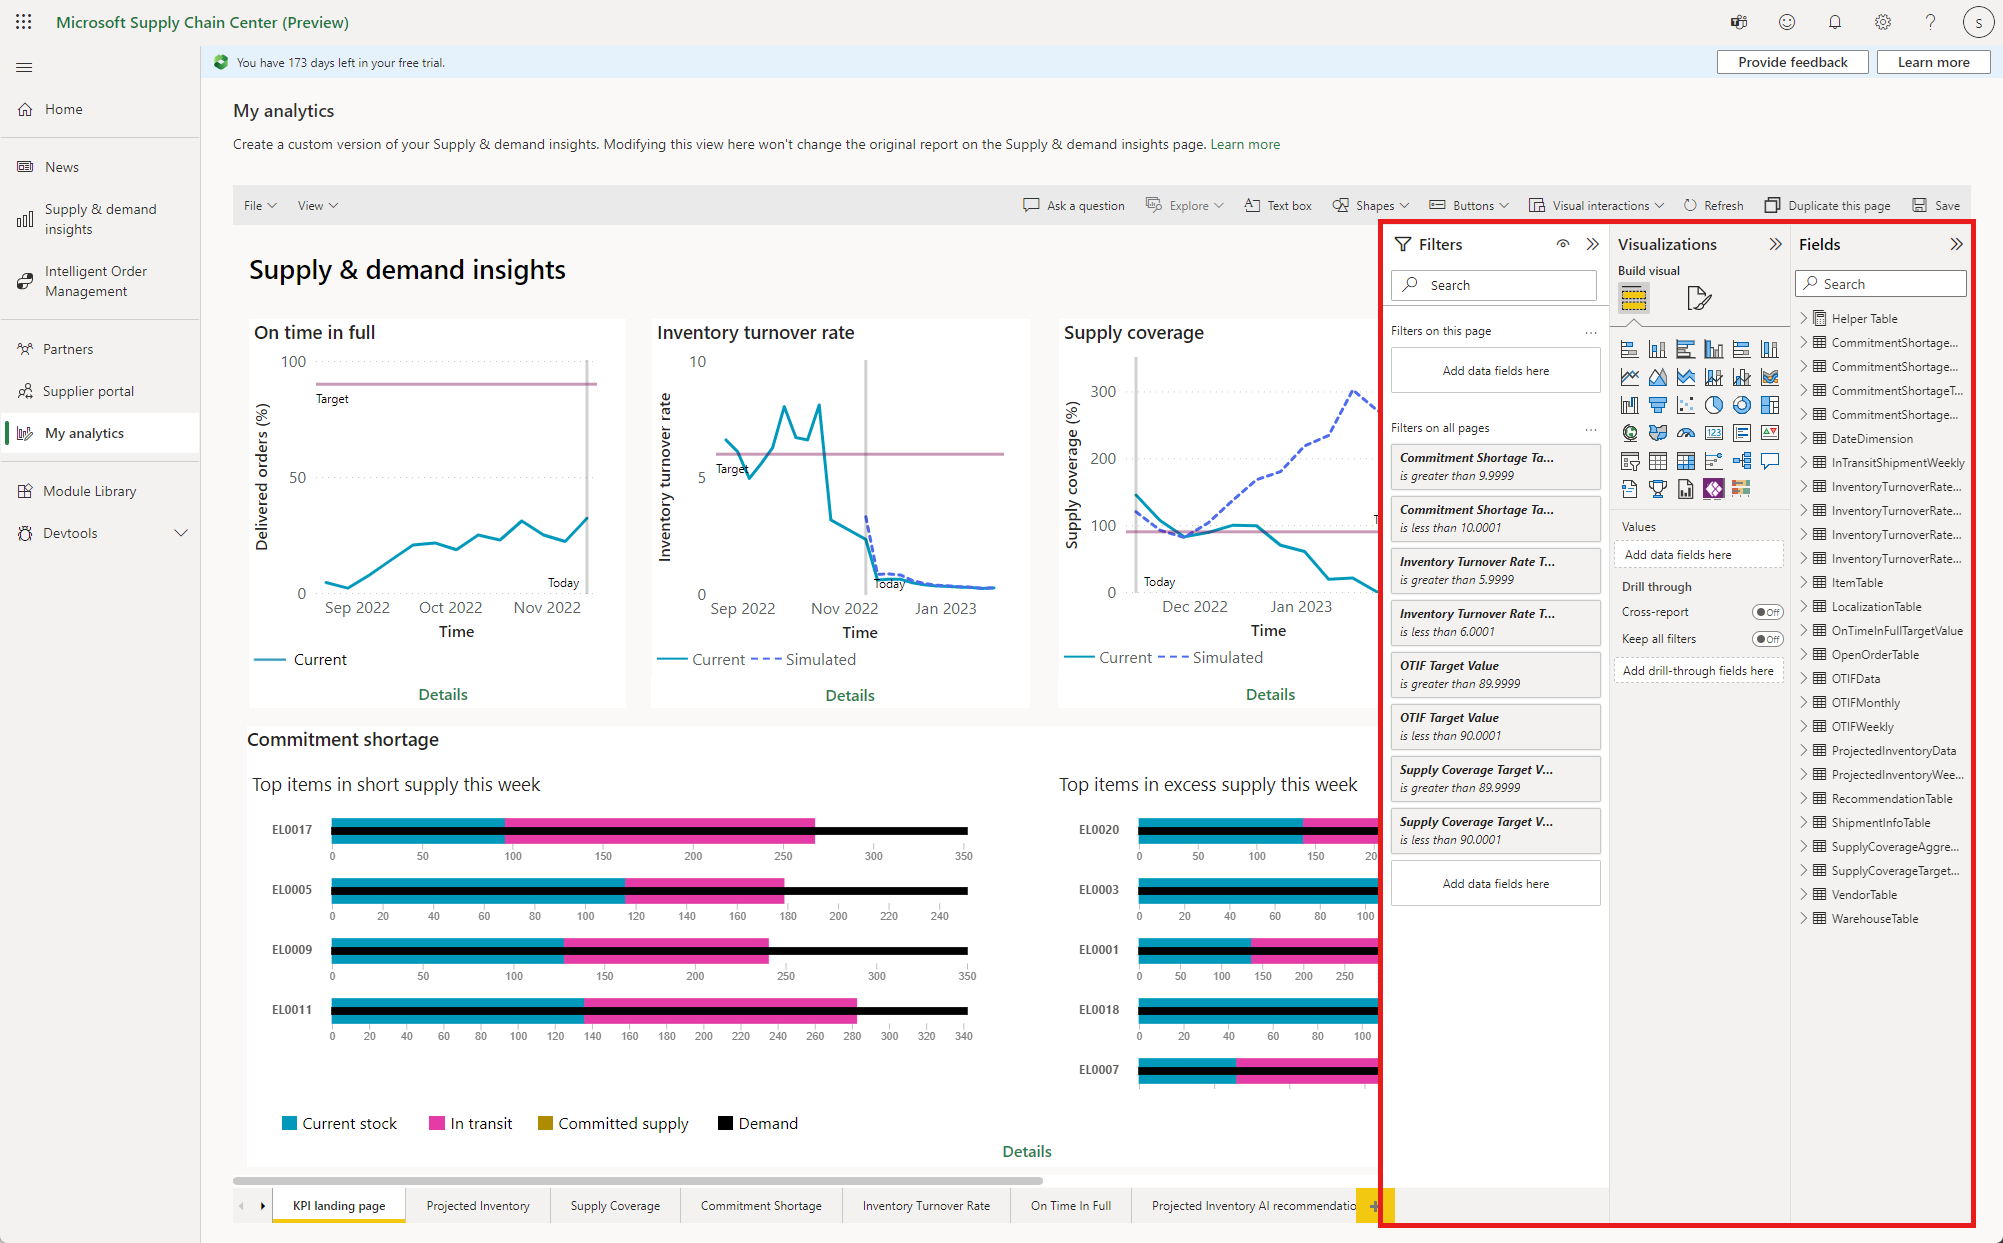 Microsoft Supply Chain Center (Preview)
S
You have 173 days left in your free trial.
Provide feedback
Learn more
Home
News
Supply & demand
insights
Intelligent Order
Management
Partners
Supplier portal
My analytics
Module Library
Devtools
My analytics
Create a custom version of your Supply & demand insights. Modifying this view here won't change the original report on the Supply & demand insights page. Learn more
File
View
Ask a question
Explore
Text box
Shapes
Buttons
Visual interactions
Refresh
Duplicate this page
Save
Supply & demand insights
On time in full
100
50
0
Delivered orders (%)
Target
Today
Sep 2022 Oct 2022 Nov 2022
Time
Current
Details
Inventory turnover rate
10
5
0
Inventory turnover rate
Target
Today
Sep 2022 Nov 2022 Jan 2023
Time
Current Simulated
Details
Supply coverage
300
200
100
0
Supply coverage (%)
Today
Dec 2022 Jan 2023
Time
Current Simulated
Details
Commitment shortage
Top items in short supply this week
EL0017
0 50 100 150 200 250 300 350
EL0005
0 20 40 60 80 100 120 140 160 180 200 220 240
EL0009
0 50 100 150 200 250 300 350
EL0011
0 20 40 60 80 100 120 140 160 180 200 220 240 260 280 300 320 340
Top items in excess supply this week
EL0020
0 50 100 150
EL0003
0 20 40 60 80 100
EL0001
0 50 100 150 200 250
EL0018
0 20 40 60 80 100
EL0007
Current stock In transit Committed supply Demand
Details
KPI landing page
Projected Inventory
Supply Coverage
Commitment Shortage
Inventory Turnover Rate
On Time In Full
Projected Inventory AI recommendatio
+
Filters
Search
Filters on this page
...
Add data fields here
Filters on all pages
...
Commitment Shortage Ta...
is greater than 9.9999
Commitment Shortage Ta...
is less than 10.0001
Inventory Turnover Rate T...
is greater than 5.9999
Inventory Turnover Rate T...
is less than 6.0001
OTIF Target Value
is greater than 89.9999
OTIF Target Value
is less than 90.0001
Supply Coverage Target V...
is greater than 89.9999
Supply Coverage Target V...
is less than 90.0001
Add data fields here
Visualizations
Build visual
123
Values
Add data fields here
Drill through
Cross-report
Off
Keep all filters
Off
Add drill-through fields here
Fields
Search
Helper Table
CommitmentShortage...
CommitmentShortage...
CommitmentShortageT...
CommitmentShortage...
DateDimension
InTransitShipmentWeekly
InventoryTurnoverRate...
InventoryTurnoverRate...
InventoryTurnoverRate...
InventoryTurnoverRate...
ItemTable
LocalizationTable
OnTimeInFullTargetValue
OpenOrderTable
OTIFData
OTIFMonthly
OTIFWeekly
ProjectedInventoryData
ProjectedInventoryWee...
RecommendationTable
ShipmentInfoTable
SupplyCoverageAggre...
SupplyCoverageTarget...
VendorTable
WarehouseTable